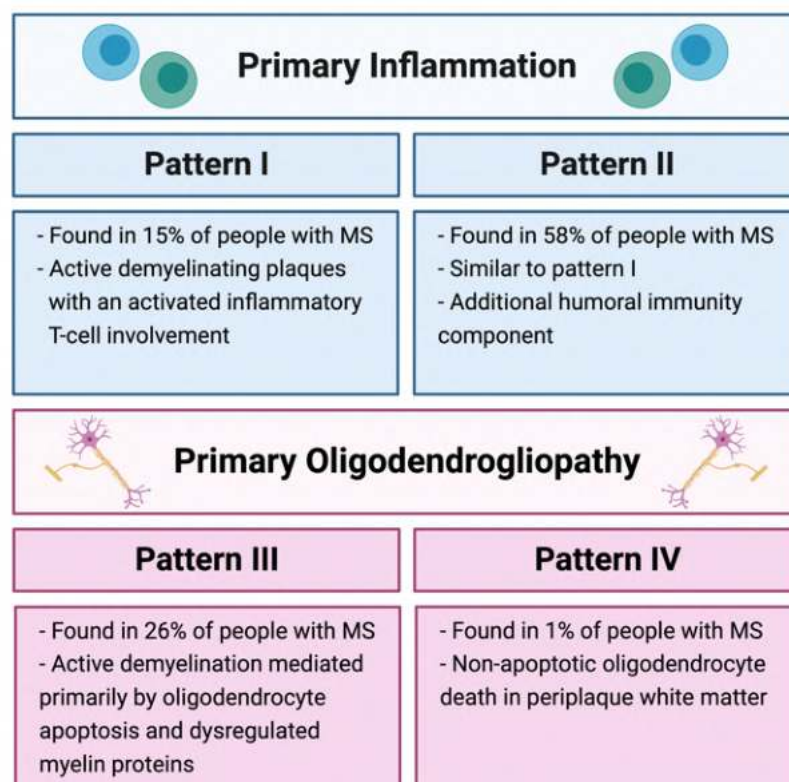 Primary Inflammation
Pattern I
- Found in 15% of people with MS
- Active demyelinating plaques
with an activated inflammatory
T-cell involvement
Pattern II
- Found in 58% of people with MS
- Similar to pattern I
- Additional humoral immunity
component
Primary Oligodendrogliopathy
Pattern III
- Found in 26% of people with MS
- Active demyelination mediated
primarily by oligodendrocyte
apoptosis and dysregulated
myelin proteins
Pattern IV
- Found in 1% of people with MS
- Non-apoptotic oligodendrocyte
death in periplaque white matter